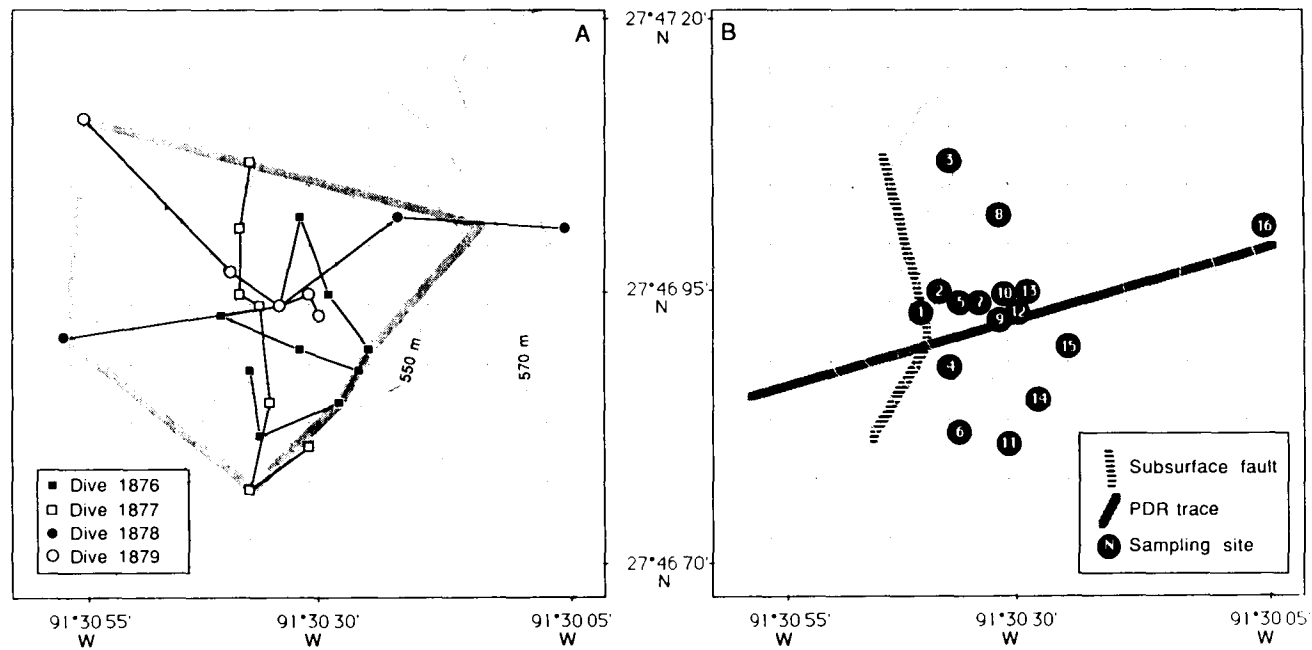 A
550 m
570 m
Dive 1876
Dive 1877
Dive 1878
Dive 1879
91°30 55'
W
91°30 30'
W
91°30 05'
W
27°47 20'
N
27°46 95'
N
27°46 70'
N
B
3
8
16
2
5
7
10
13
1
9
12
4
15
14
6
11
Subsurface fault
PDR trace
N Sampling site
91°30 55'
W
91°30 30'
W
91°30 05'
W